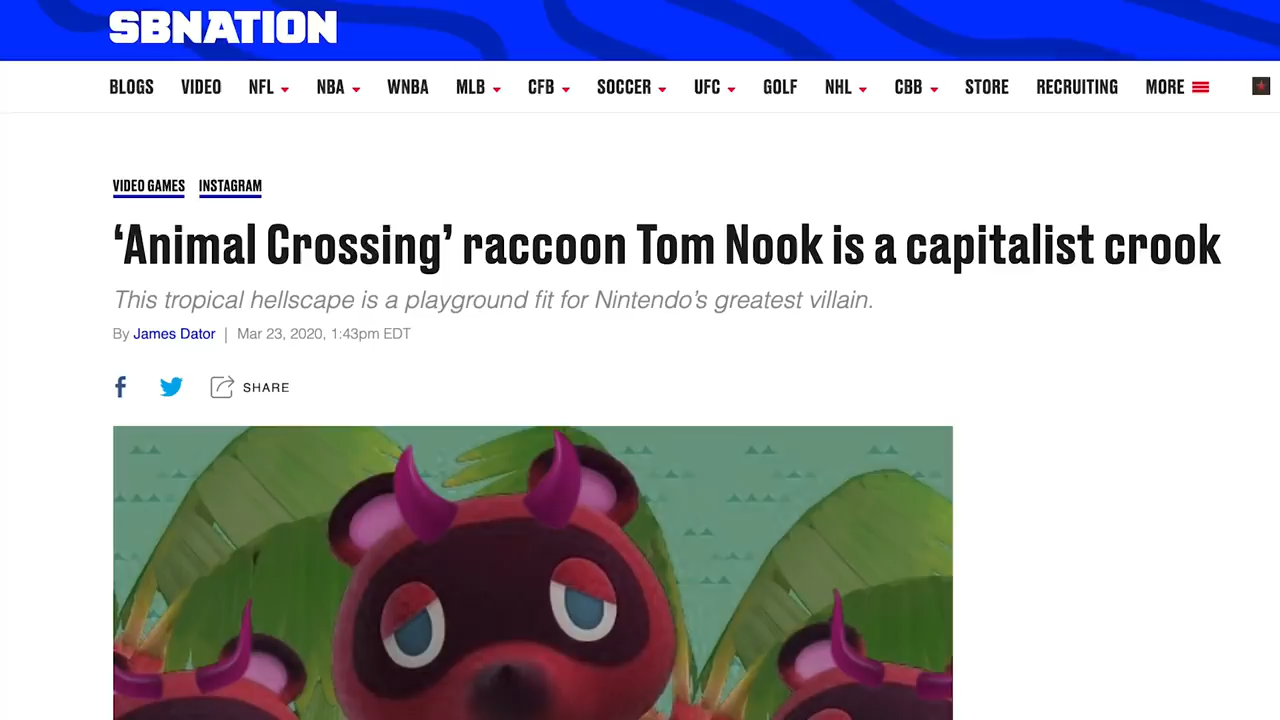 SBNATION
BLOGS VIDEO NFL NBA WNBA MLB CFB SOCCER UFC GOLF NHL CBB STORE RECRUITING MORE
VIDEO GAMES INSTAGRAM
‘Animal Crossing’ raccoon Tom Nook is a capitalist crook
This tropical hellscape is a playground fit for Nintendo’s greatest villain.
By James Dator | Mar 23, 2020, 1:43pm EDT
SHARE